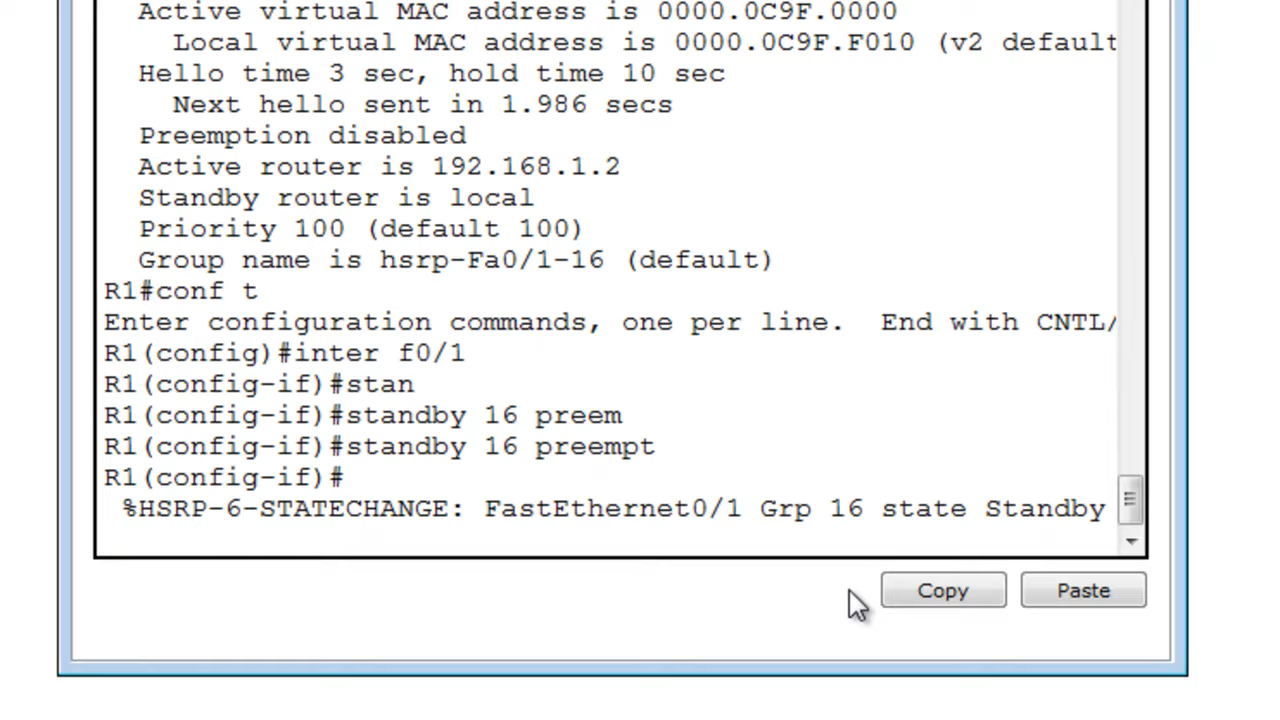 Active virtual MAC address is 0000.0C9F.0000
Local virtual MAC address is 0000.0C9F.F010 (v2 default
Hello time 3 sec, hold time 10 sec
Next hello sent in 1.986 secs
Preemption disabled
Active router is 192.168.1.2
Standby router is local
Priority 100 (default 100)
Group name is hsrp-Fa0/1-16 (default)
R1#conf t
Enter configuration commands, one per line.  End with CNTL/
R1(config)#inter f0/1
R1(config-if)#stan
R1(config-if)#standby 16 preem
R1(config-if)#standby 16 preempt
R1(config-if)#
%HSRP-6-STATECHANGE: FastEthernet0/1 Grp 16 state Standby
Copy Paste